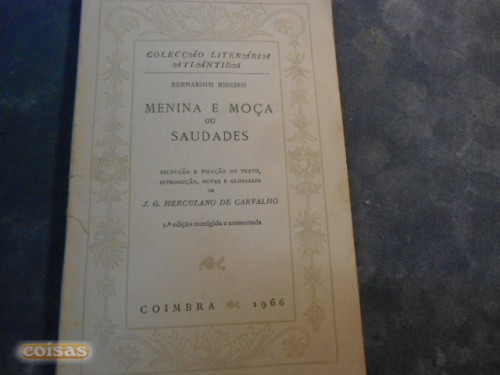 COLECÇÃO LITERÁRIA
ATLÂNTIDA
BERNARDIM RIBEIRO
MENINA E MOÇA
OU
SAUDADES
SELECÇÃO E FIXAÇÃO DO TEXTO,
INTRODUÇÃO, NOTAS E GLOSSÁRIO
DE
J. G. HERCULANO DE CARVALHO
2.ª edição corrigida e aumentada
COIMBRA 1966
coisas